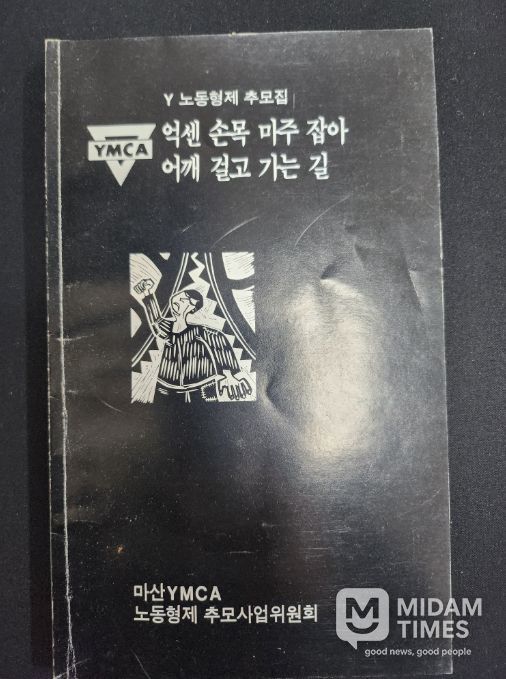 Y 노동형제 추모집
YMCA
억센 손목 마주 잡아
어깨 걸고 가는 길
마산YMCA
노동형제 추모사업위원회
MIDAM
TIMES
good news, good people